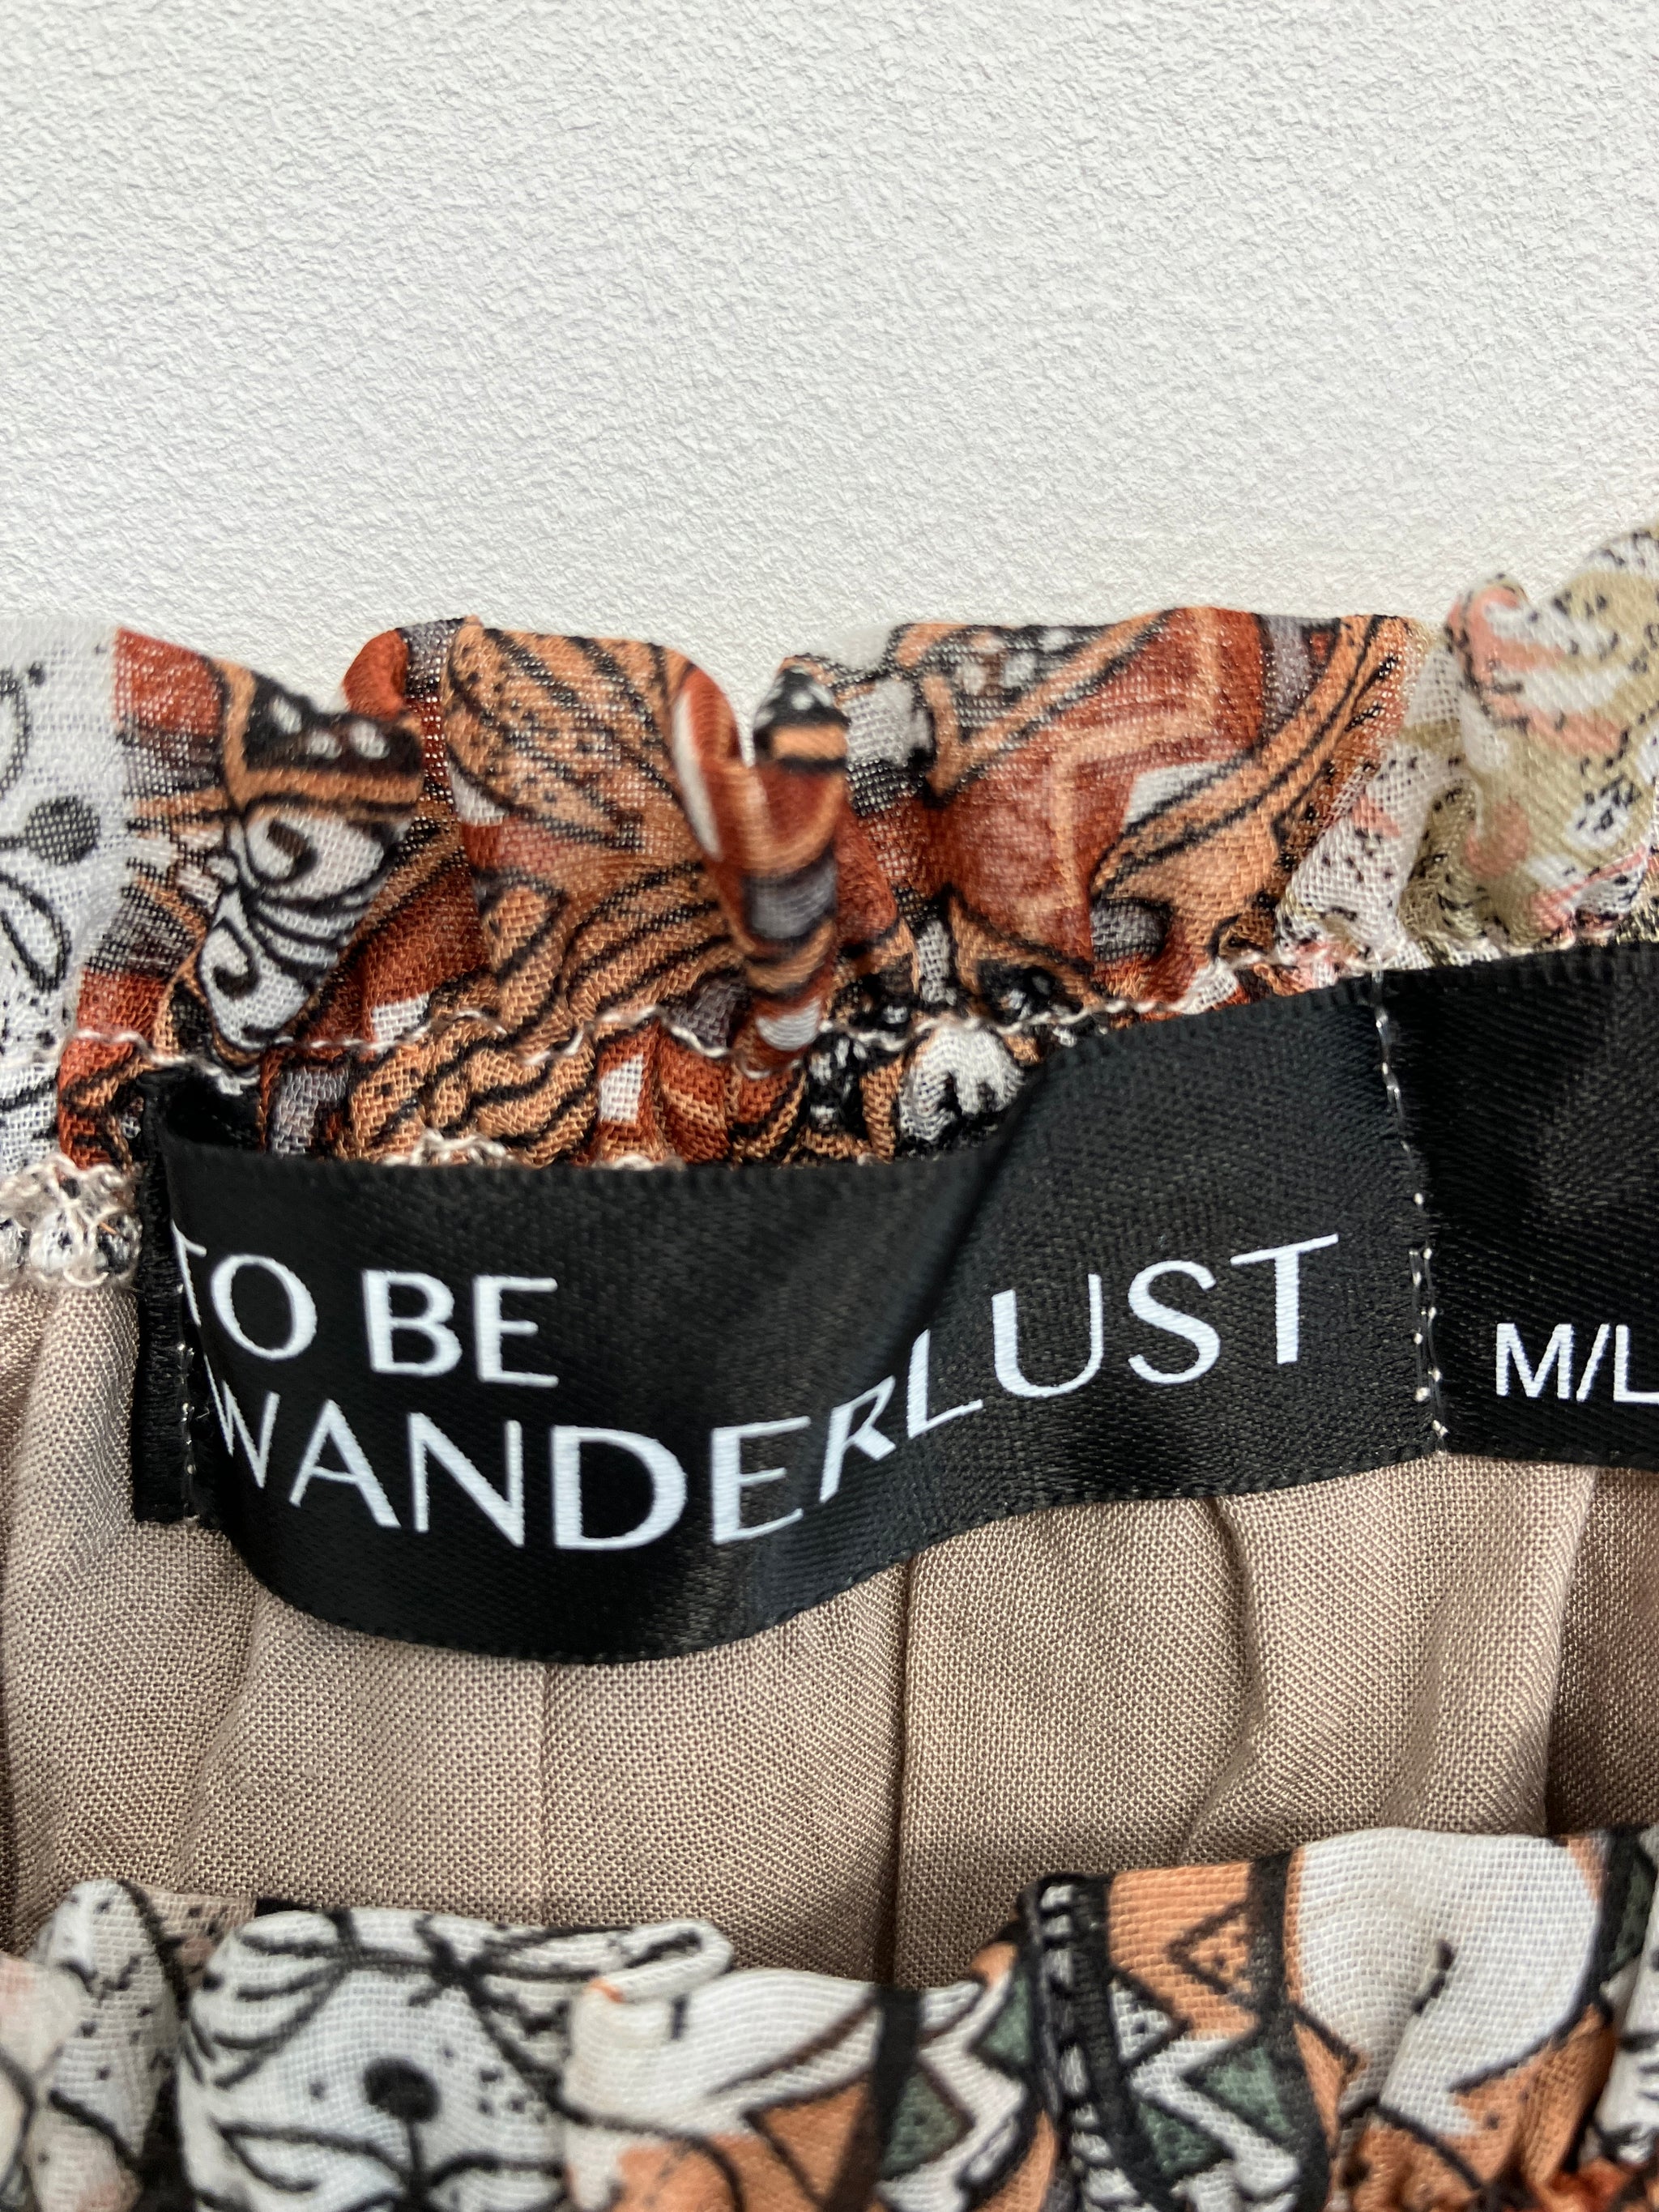 TO BE
WANDERLUST
M/L